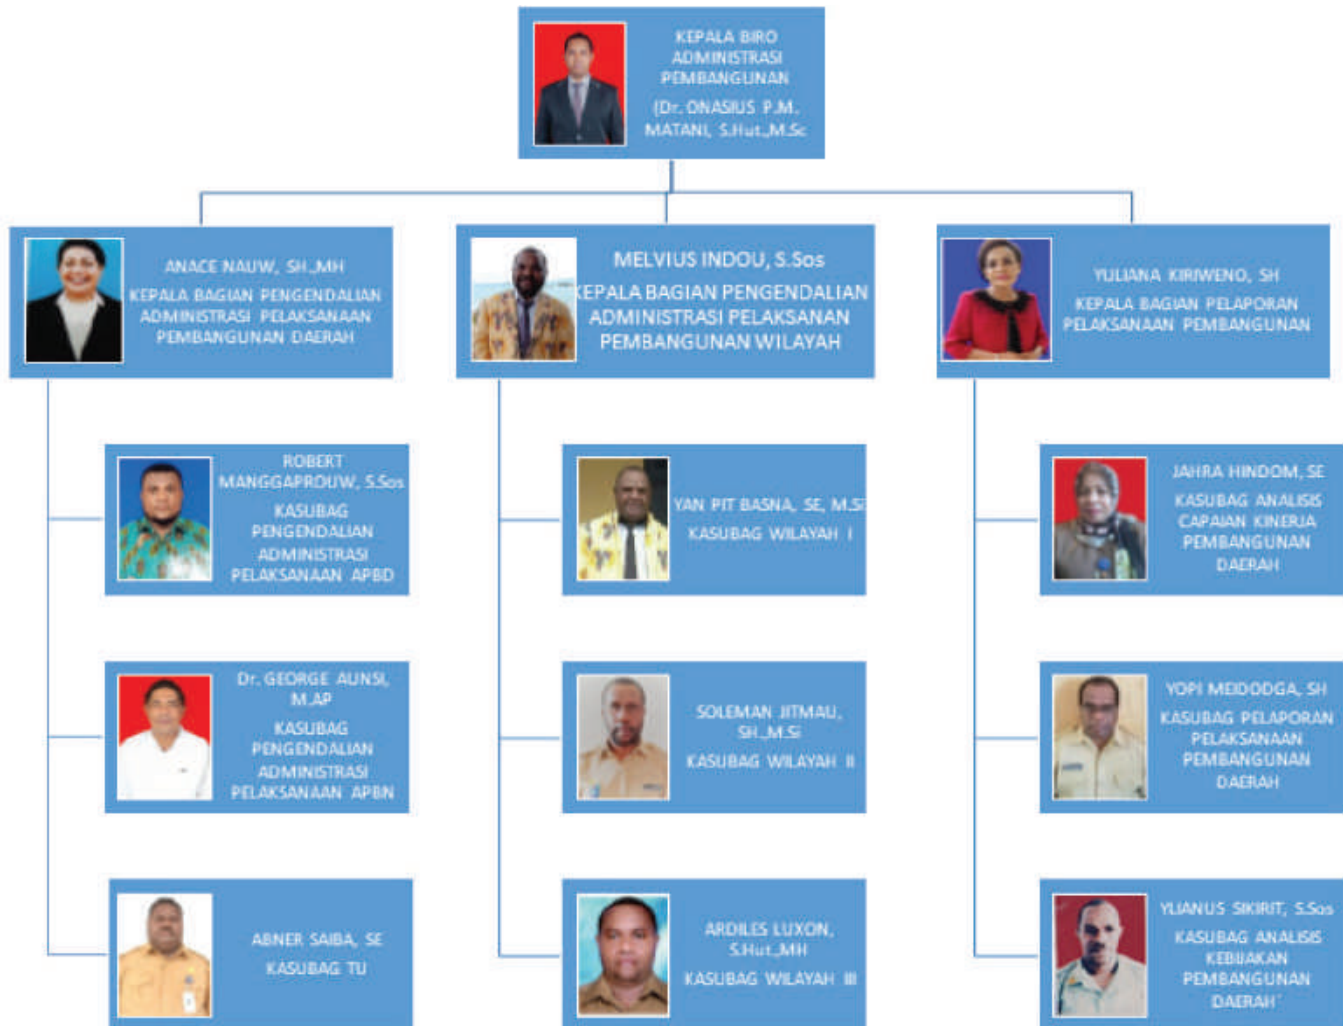 KEPALA BIRO
ADMINISTRASI
PEMBANGUNAN
(Dr. ONASIUS P.M.
MATANI, S.Hut.,M.Sc
ANACE NAUW, SH.,MH
KEPALA BAGIAN PENGENDALIAN
ADMINISTRASI PELAKSANAAN
PEMBANGUNAN DAERAH
MELVIUS INDOU, S.Sos
KEPALA BAGIAN PENGENDALIAN
ADMINISTRASI PELAKSANAN
PEMBANGUNAN WILAYAH
YULIANA KIRIWENO, SH
KEPALA BAGIAN PELAPORAN
PELAKSANAAN PEMBANGUNAN
ROBERT
MANGGAPROUW, S.Sos
KASUBAG
PENGENDALIAN
ADMINISTRASI
PELAKSANAAN APBD
YAN PIT BASNA, SE, M.Si
KASUBAG WILAYAH I
JAHRA HINDOM, SE
KASUBAG ANALISIS
CAPAIAN KINERJA
PEMBANGUNAN
DAERAH
Dr. GEORGE AUNSI,
M.AP
KASUBAG
PENGENDALIAN
ADMINISTRASI
PELAKSANAAN APBN
SOLEMAN JITMAU,
SH.,M.Si
KASUBAG WILAYAH II
YOPI MEIDODGA, SH
KASUBAG PELAPORAN
PELAKSANAAN
PEMBANGUNAN
DAERAH
ABNER SAIBA, SE
KASUBAG TU
ARDILES LUXON,
S.Hut.,MH
KASUBAG WILAYAH III
YLIANUS SIKIRIT, S.Sos
KASUBAG ANALISIS
KEBIJAKAN
PEMBANGUNAN
DAERAH`